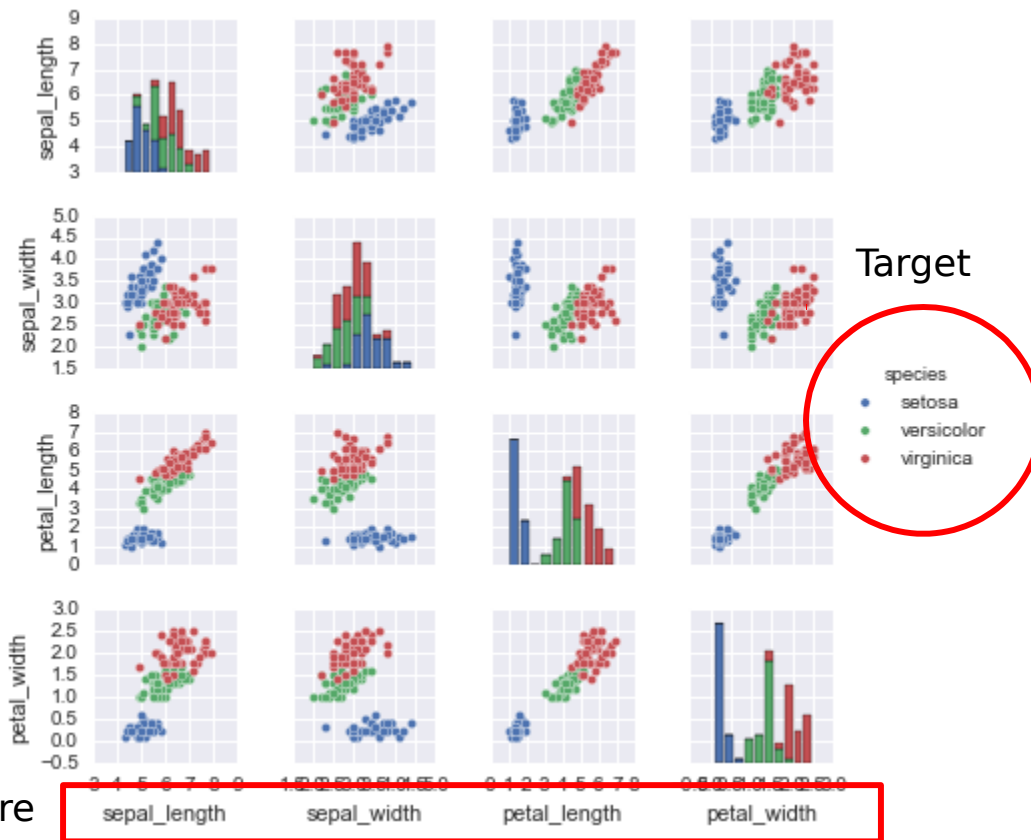 9
8
7
6
5
4
3
sepal_length
5.0
4.5
4.0
3.5
3.0
2.5
2.0
1.5
sepal_width
Target
species
setosa
versicolor
virginica
8
7
6
5
4
3
2
1
0
petal_length
3.0
2.5
2.0
1.5
1.0
0.5
0.0
−0.5
petal_width
3 4 5 6 7 8 9
0 1 2 3 4 5 6 7 8
re
sepal_length sepal_width petal_length petal_width